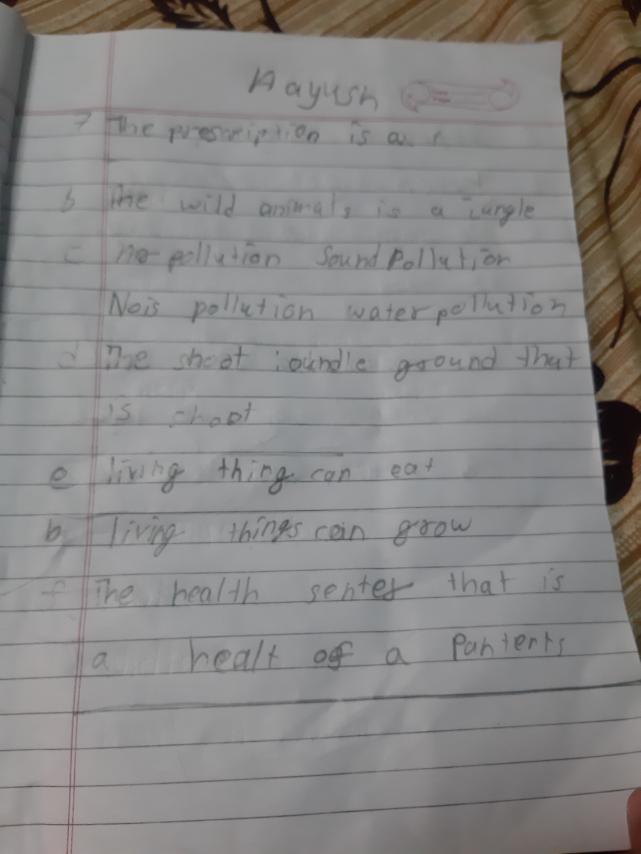 Aayush
7 The prescription is a
b The wild animals is a jungle
c no pollution Sound Pollution
Nois pollution water pollution
d The shoot oundle ground that
is shoot
e living thing can eat
b living things can grow
f The health senter that is
a healt of a Pantents